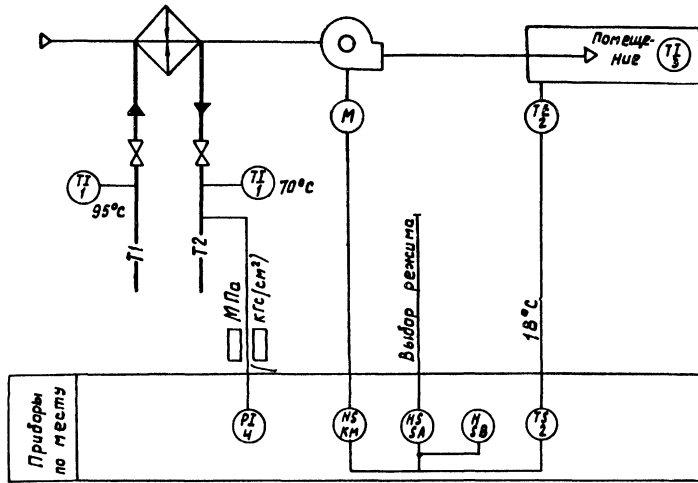 помеще-
ние
TI
5
M
TE
2
TI
1
95°C
TI
1
70°C
T1
T2
МПа
кгс/см²
Выбор режима
18°C
Приборы
по месту
PI
4
NS
KM
HS
SA
H
SB
TS
2